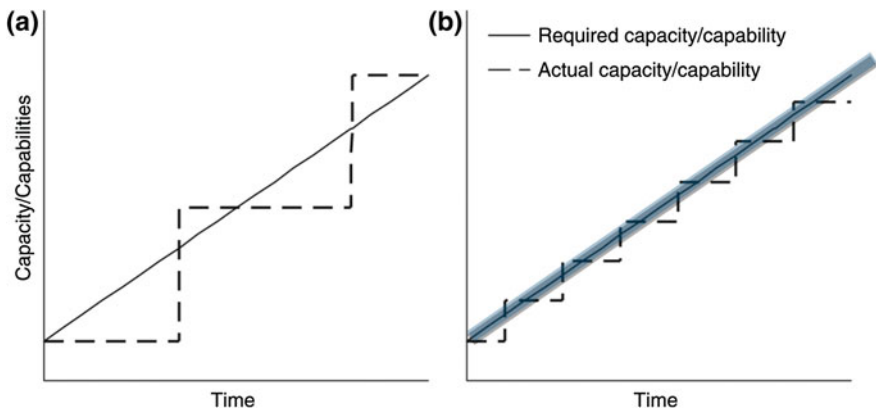 (a)
Capacity/Capabilities
Time
(b)
Required capacity/capability
Actual capacity/capability
Time